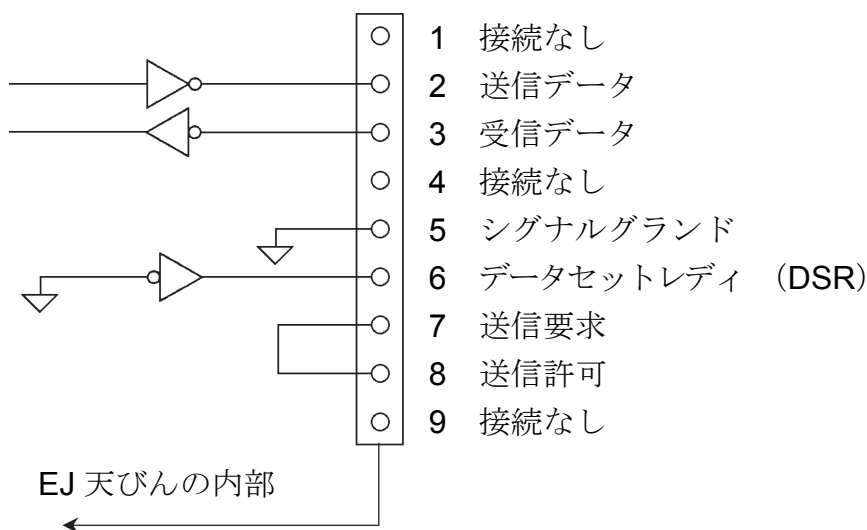 1 接続なし
2 送信データ
3 受信データ
4 接続なし
5 シグナルグランド
6 データセットレディ （DSR）
7 送信要求
8 送信許可
9 接続なし
EJ 天びんの内部